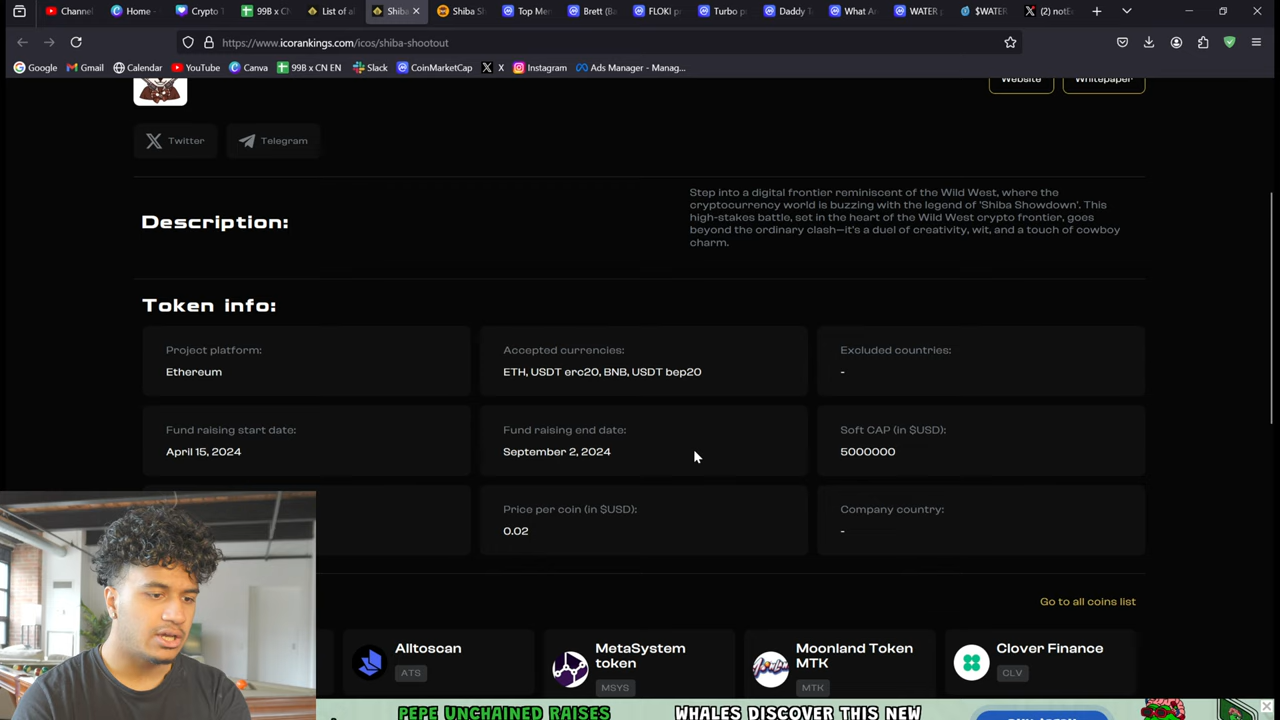 Channel
Home -
Crypto T
99B x CN
List of al
Shiba
Shiba S
Top Mem
Brett (Ba
FLOKI p
Turbo p
Daddy T
What Ar
WATER p
$WATER
(2) notE
https://www.icorankings.com/icos/shiba-shootout
Google
Gmail
Calendar
YouTube
Canva
99B x CN EN
Slack
CoinMarketCap
X
Instagram
Ads Manager - Manag...
Website
Whitepaper
Twitter
Telegram
Description:
Step into a digital frontier reminiscent of the Wild West, where the
cryptocurrency world is buzzing with the legend of 'Shiba Showdown'. This
high-stakes battle, set in the heart of the Wild West crypto frontier, goes
beyond the ordinary clash—it's a duel of creativity, wit, and a touch of cowboy
charm.
Token info:
Project platform:
Ethereum
Accepted currencies:
ETH, USDT erc20, BNB, USDT bep20
Excluded countries:
-
Fund raising start date:
April 15, 2024
Fund raising end date:
September 2, 2024
Soft CAP (in $USD):
5000000
Price per coin (in $USD):
0.02
Company country:
-
Go to all coins list
Alltoscan
ATS
MetaSystem
token
MSYS
Moonland Token
MTK
MTK
Clover Finance
CLV
PEPE UNCHAINED RAISES
WHALES DISCOVER THIS NEW